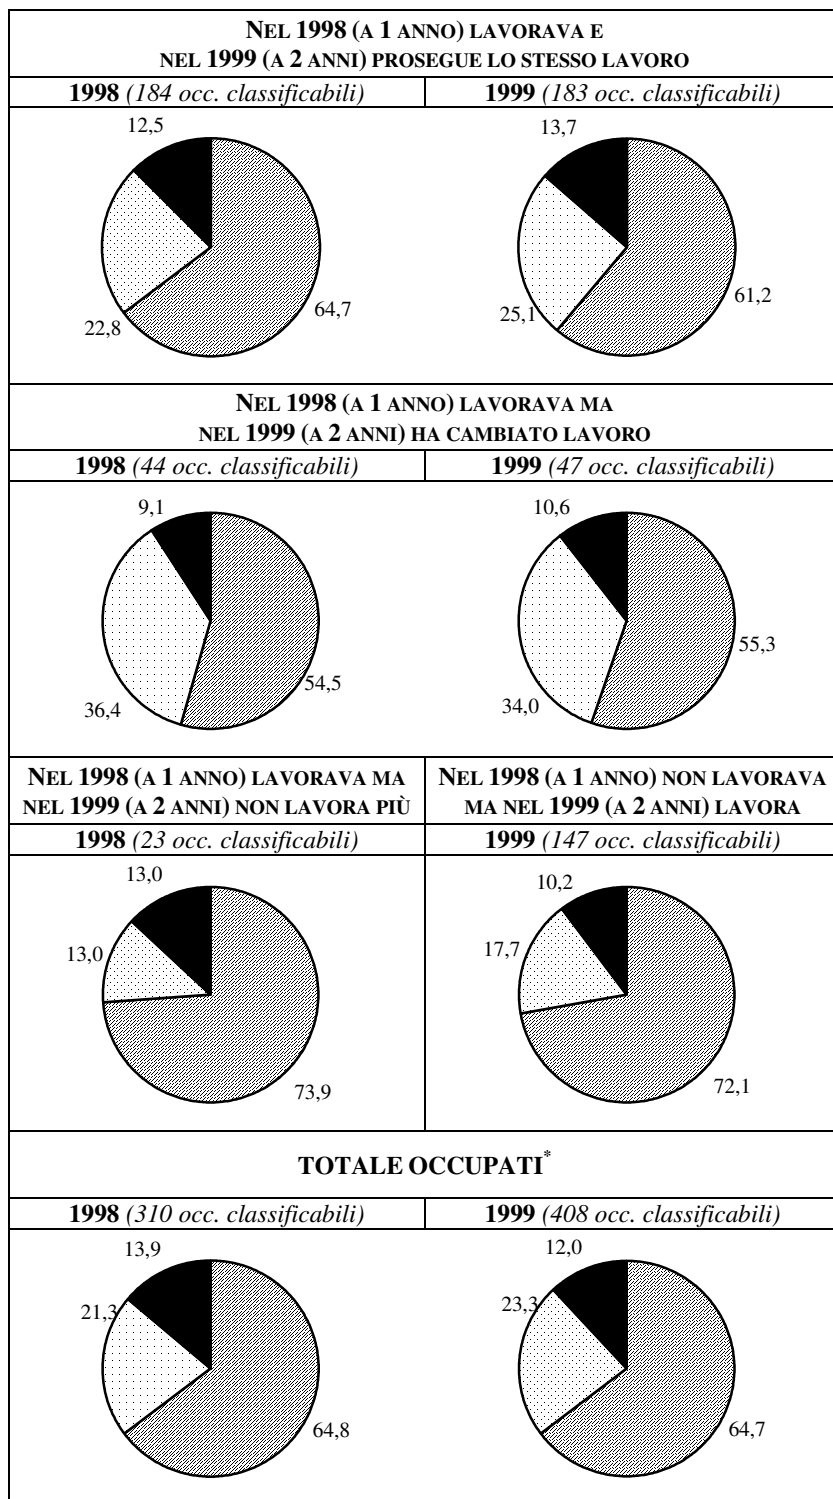 NEL 1998 (A 1 ANNO) LAVORAVA E
NEL 1999 (A 2 ANNI) PROSEGUE LO STESSO LAVORO
1998 (184 occ. classificabili)
1999 (183 occ. classificabili)
12,5
64,7
22,8
13,7
61,2
25,1
NEL 1998 (A 1 ANNO) LAVORAVA MA
NEL 1999 (A 2 ANNI) HA CAMBIATO LAVORO
1998 (44 occ. classificabili)
1999 (47 occ. classificabili)
9,1
54,5
36,4
10,6
55,3
34,0
NEL 1998 (A 1 ANNO) LAVORAVA MA
NEL 1999 (A 2 ANNI) NON LAVORA PIÙ
NEL 1998 (A 1 ANNO) NON LAVORAVA
MA NEL 1999 (A 2 ANNI) LAVORA
1998 (23 occ. classificabili)
1999 (147 occ. classificabili)
13,0
13,0
73,9
10,2
17,7
72,1
TOTALE OCCUPATI*
1998 (310 occ. classificabili)
1999 (408 occ. classificabili)
13,9
21,3
64,8
12,0
23,3
64,7